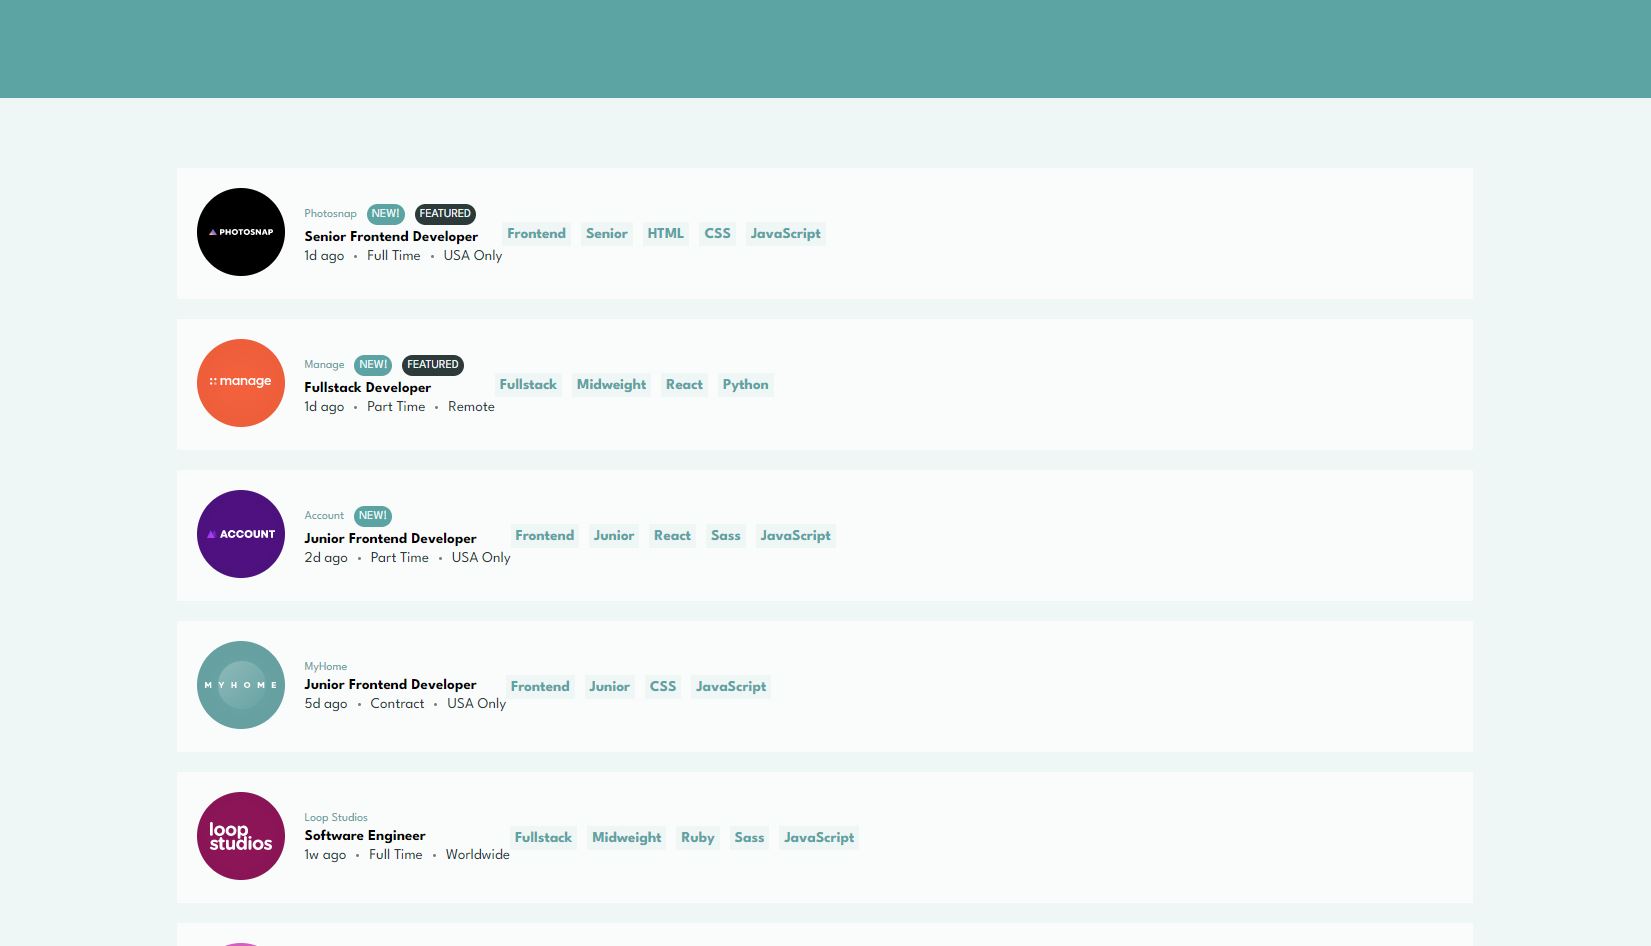 PHOTOSNAP
Photosnap NEW! FEATURED
Senior Frontend Developer
1d ago • Full Time • USA Only
Frontend Senior HTML CSS JavaScript
manage
Manage NEW! FEATURED
Fullstack Developer
1d ago • Part Time • Remote
Fullstack Midweight React Python
ACCOUNT
Account NEW!
Junior Frontend Developer
2d ago • Part Time • USA Only
Frontend Junior React Sass JavaScript
MYHOME
MyHome
Junior Frontend Developer
5d ago • Contract • USA Only
Frontend Junior CSS JavaScript
loop
studios
Loop Studios
Software Engineer
1w ago • Full Time • Worldwide
Fullstack Midweight Ruby Sass JavaScript